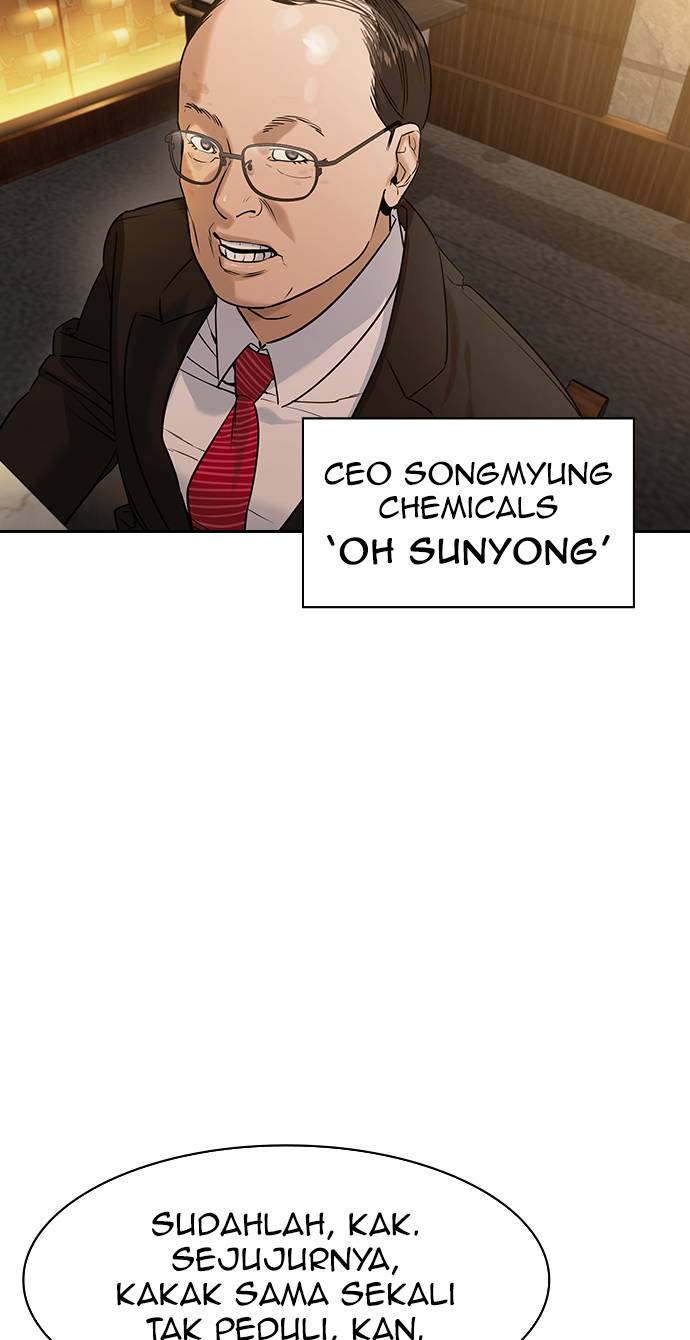 CEO SONGMYUNG
CHEMICALS
‘OH SUNYONG’
SUDAHLAH, KAK.
SEJUJURNYA,
KAKAK SAMA SEKALI
TAK PEDULI, KAN,